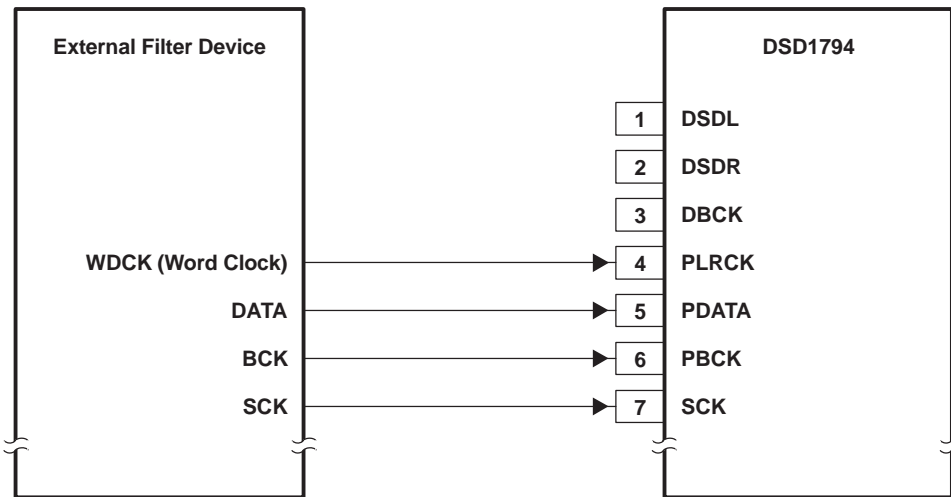 External Filter Device
DSD1794
1 DSDL
2 DSDR
3 DBCK
WDCK (Word Clock) 4 PLRCK
DATA 5 PDATA
BCK 6 PBCK
SCK 7 SCK